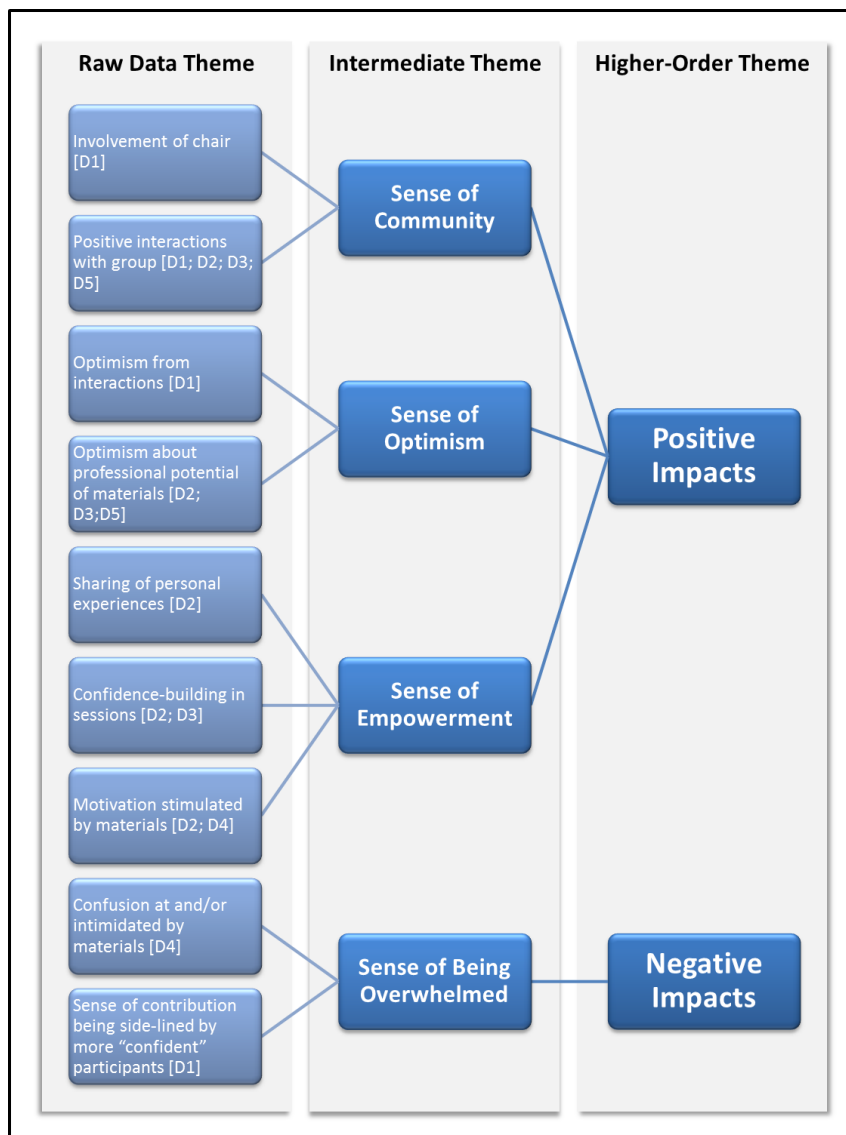 Raw Data Theme
Intermediate Theme
Higher-Order Theme
Involvement of chair
[D1]
Positive interactions
with group [D1; D2; D3;
D5]
Optimism from
interactions [D1]
Optimism about
professional potential
of materials [D2;
D3;D5]
Sharing of personal
experiences [D2]
Confidence-building in
sessions [D2; D3]
Motivation stimulated
by materials [D2; D4]
Confusion at and/or
intimidated by
materials [D4]
Sense of contribution
being side-lined by
more “confident”
participants [D1]
Sense of
Community
Sense of
Optimism
Sense of
Empowerment
Sense of Being
Overwhelmed
Positive
Impacts
Negative
Impacts